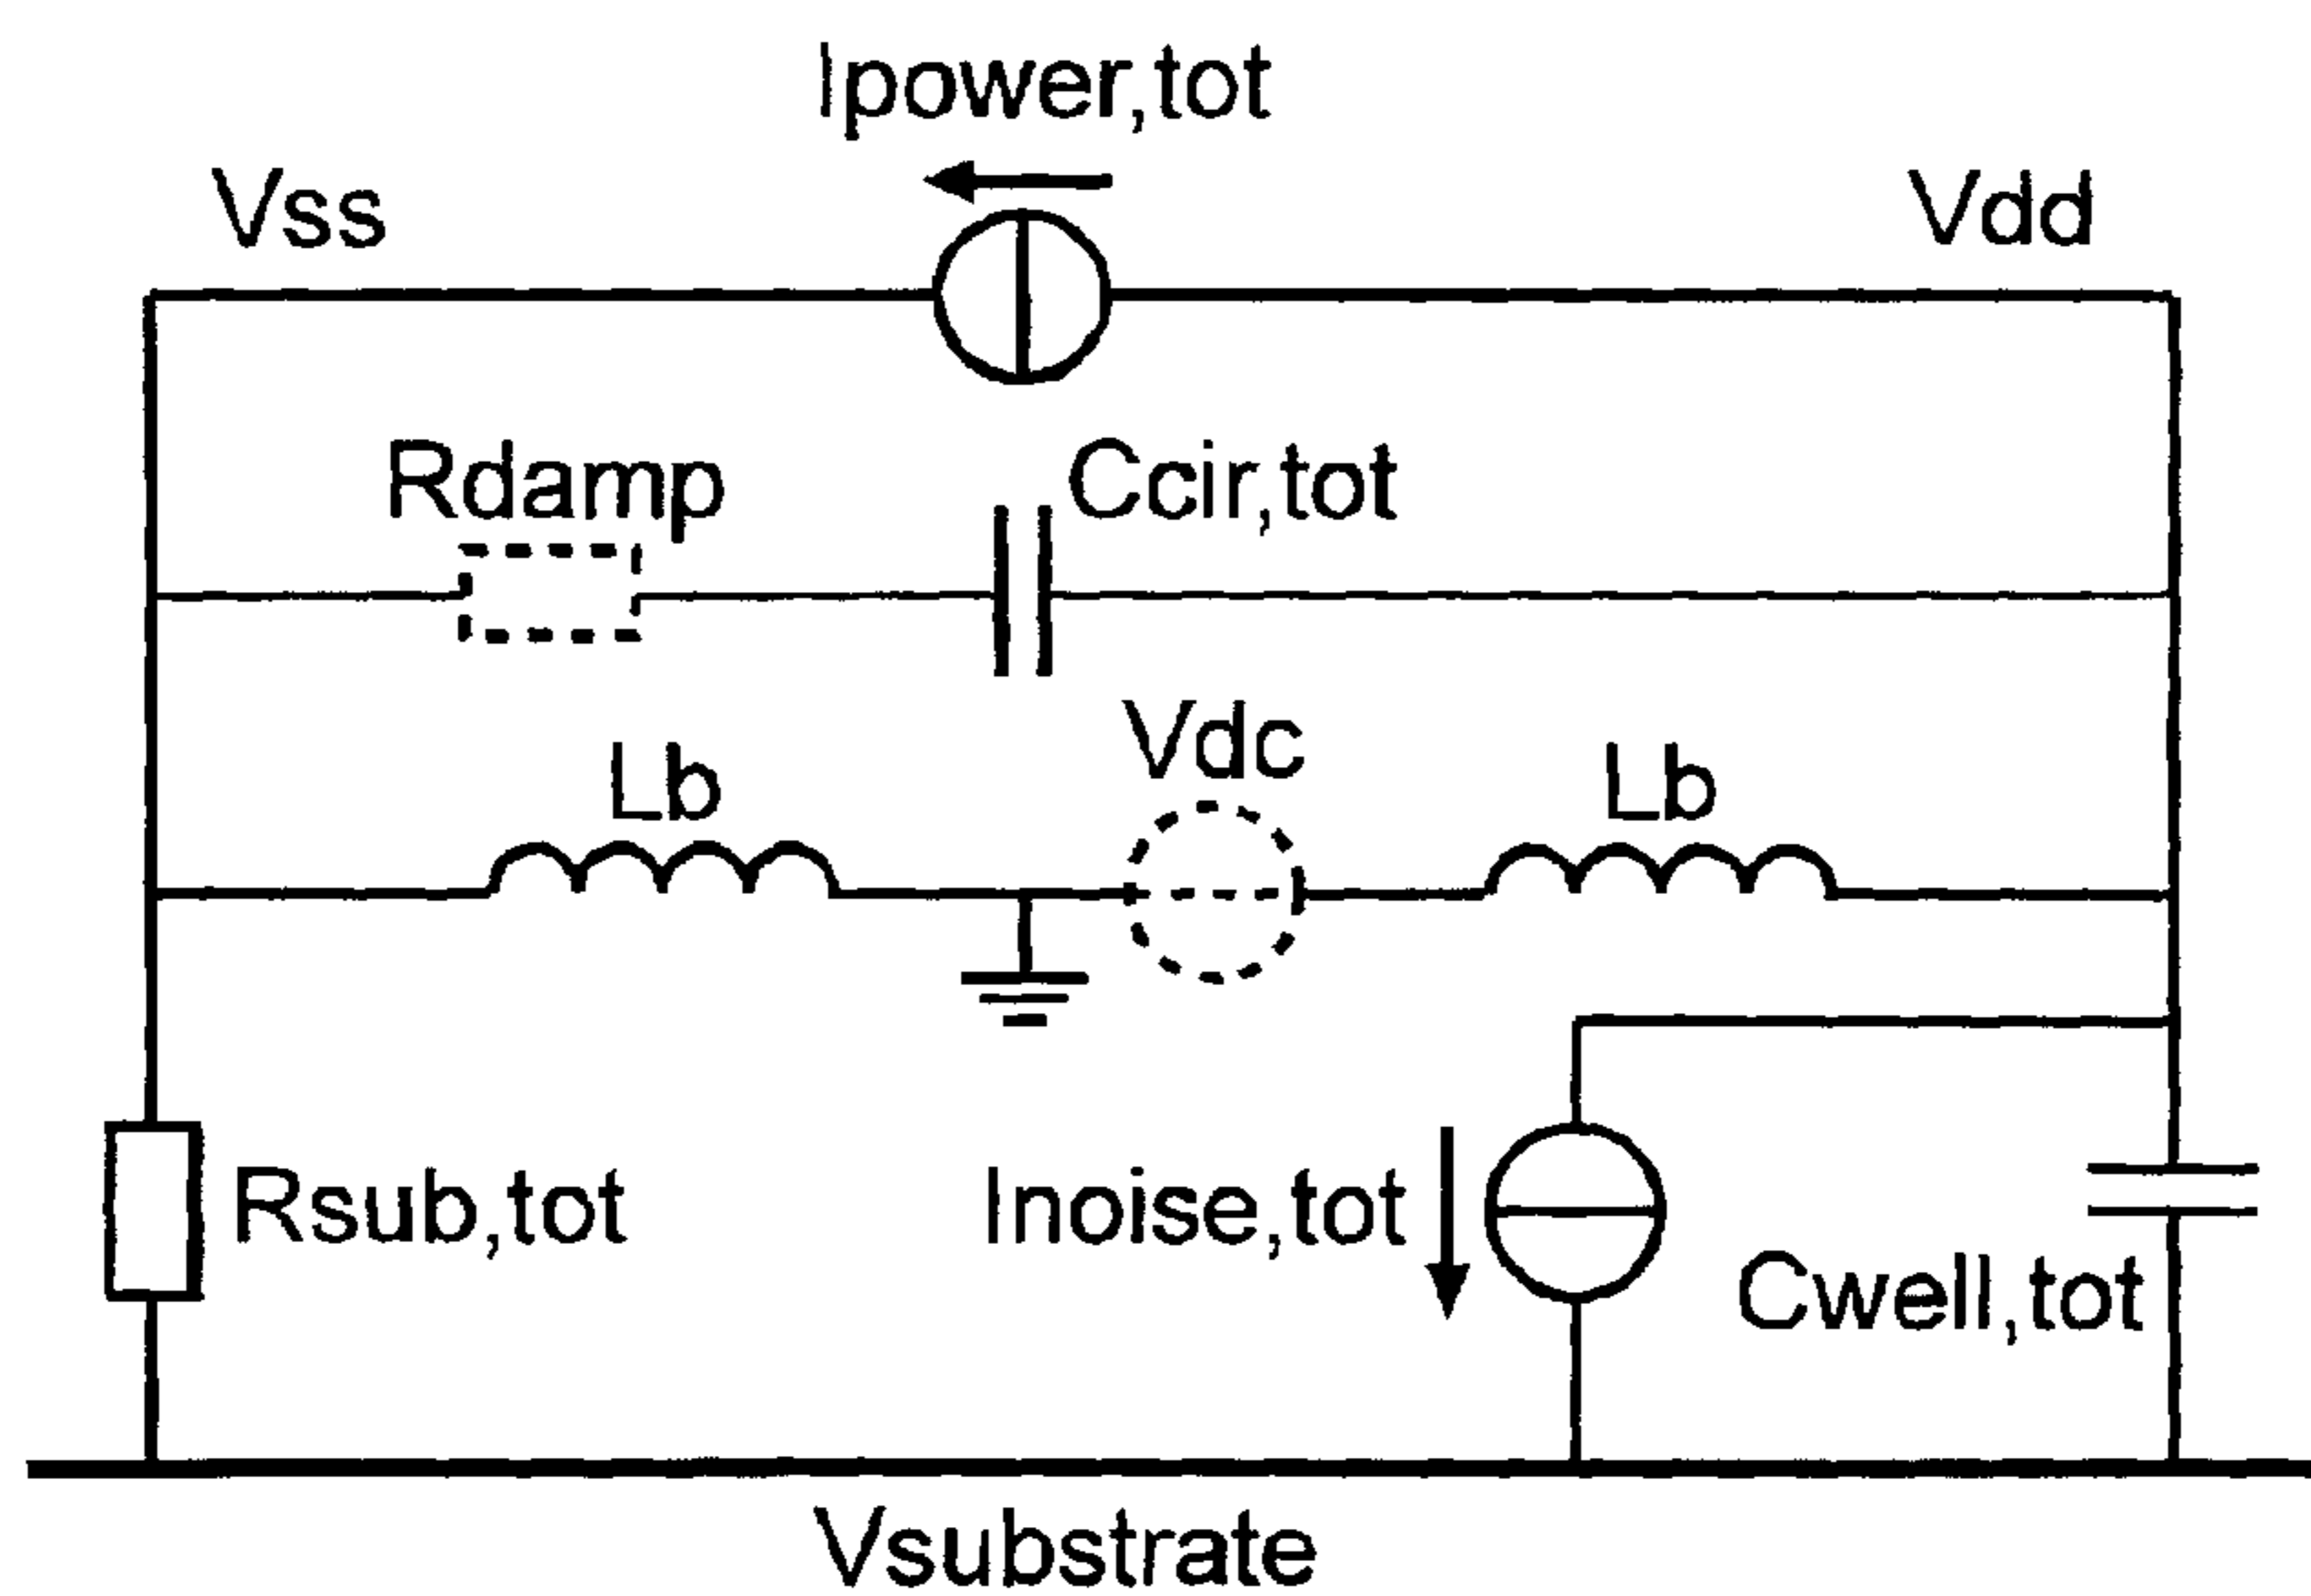 Ipower,tot
Vss
Vdd
Rdamp
Ccir,tot
Vdc
Lb
Lb
Rsub,tot
Inoise,tot
Cwell,tot
Vsubstrate